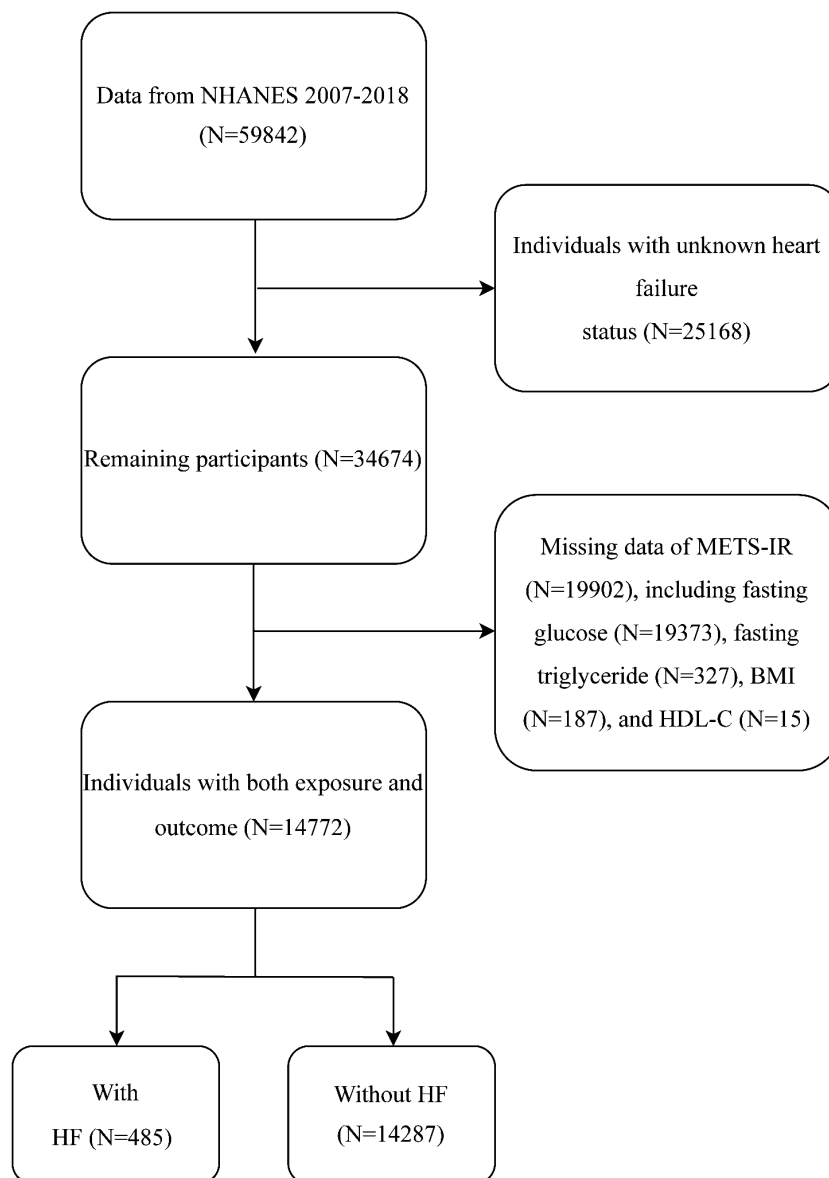 Data from NHANES 2007-2018
(N=59842)
Individuals with unknown heart
failure
status (N=25168)
Remaining participants (N=34674)
Missing data of METS-IR
(N=19902), including fasting
glucose (N=19373), fasting
triglyceride (N=327), BMI
(N=187), and HDL-C (N=15)
Individuals with both exposure and
outcome (N=14772)
With
HF (N=485)
Without HF
(N=14287)